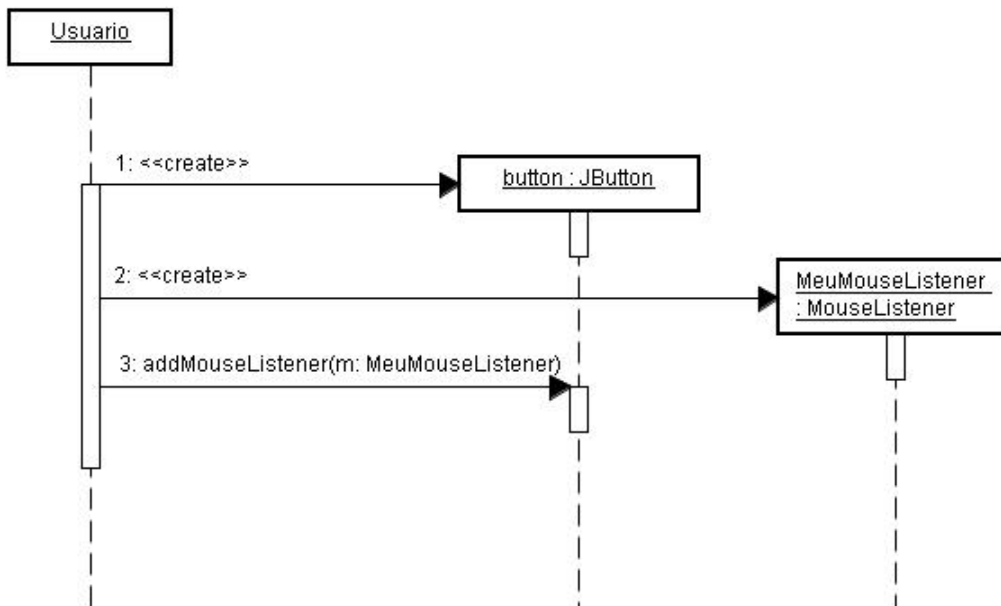 Usuario
1: <<create>>
button : JButton
2: <<create>>
MeuMouseListener
: MouseListener
3: addMouseListener(m: MeuMouseListener)